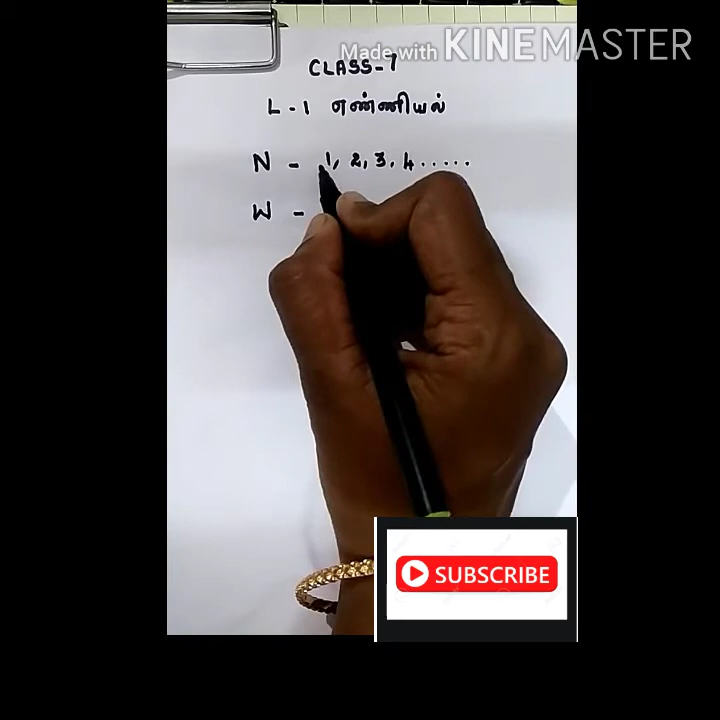 Made with KINEMASTER
CLASS-7
L - 1 எண்ணியல்
N - 1, 2, 3, 4.....
W -
SUBSCRIBE